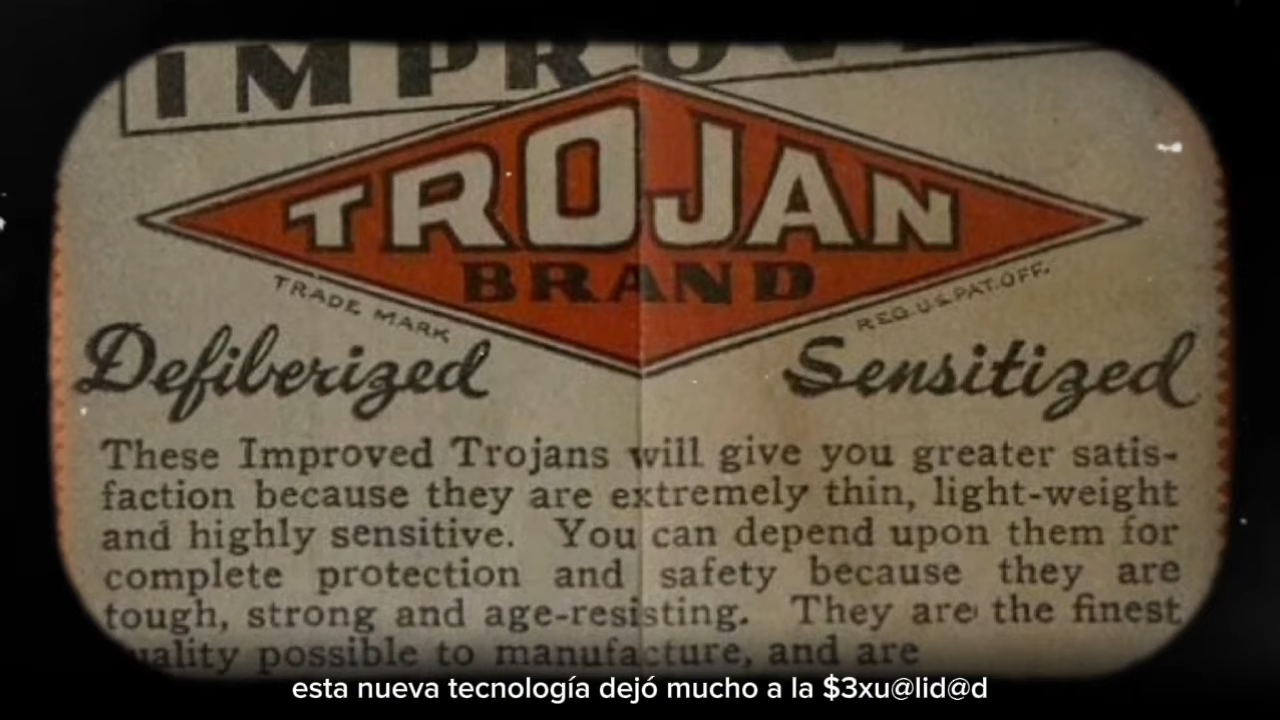 IMPROVE
TROJAN
BRAND
TRADE MARK
REG. U.S. PAT. OFF.
Defiberized
Sensitized
These Improved Trojans will give you greater satis-
faction because they are extremely thin, light-weight
and highly sensitive. You can depend upon them for
complete protection and safety because they are
tough, strong and age-resisting. They are the finest
quality possible to manufacture, and are
esta nueva tecnología dejó mucho a la $3xu@lid@d